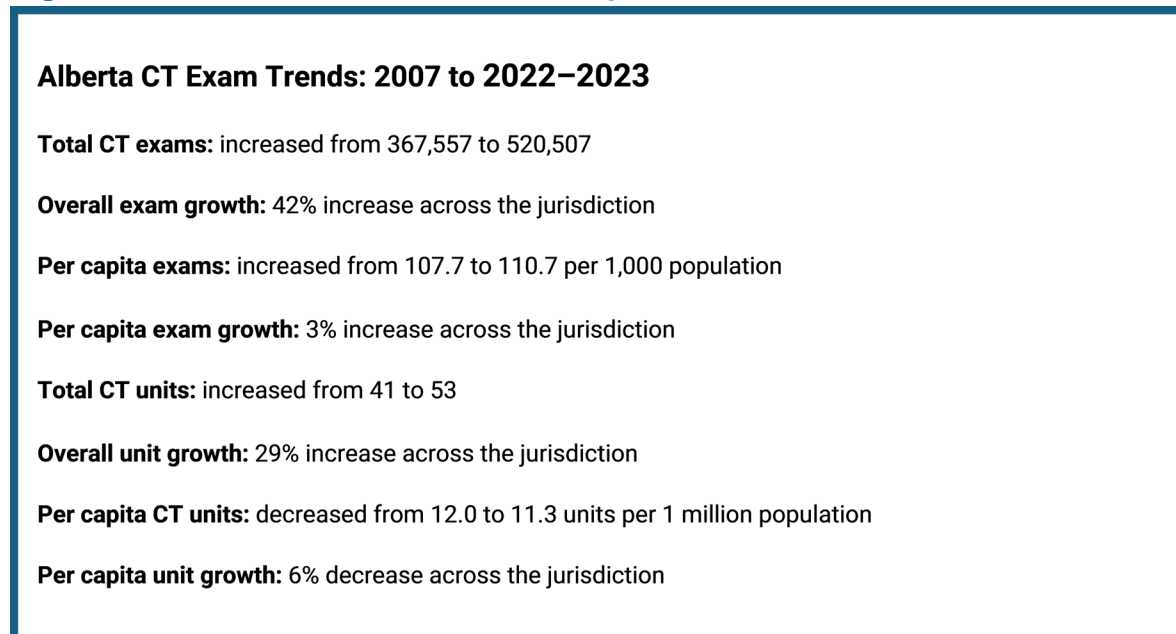 Alberta CT Exam Trends: 2007 to 2022–2023
Total CT exams: increased from 367,557 to 520,507
Overall exam growth: 42% increase across the jurisdiction
Per capita exams: increased from 107.7 to 110.7 per 1,000 population
Per capita exam growth: 3% increase across the jurisdiction
Total CT units: increased from 41 to 53
Overall unit growth: 29% increase across the jurisdiction
Per capita CT units: decreased from 12.0 to 11.3 units per 1 million population
Per capita unit growth: 6% decrease across the jurisdiction